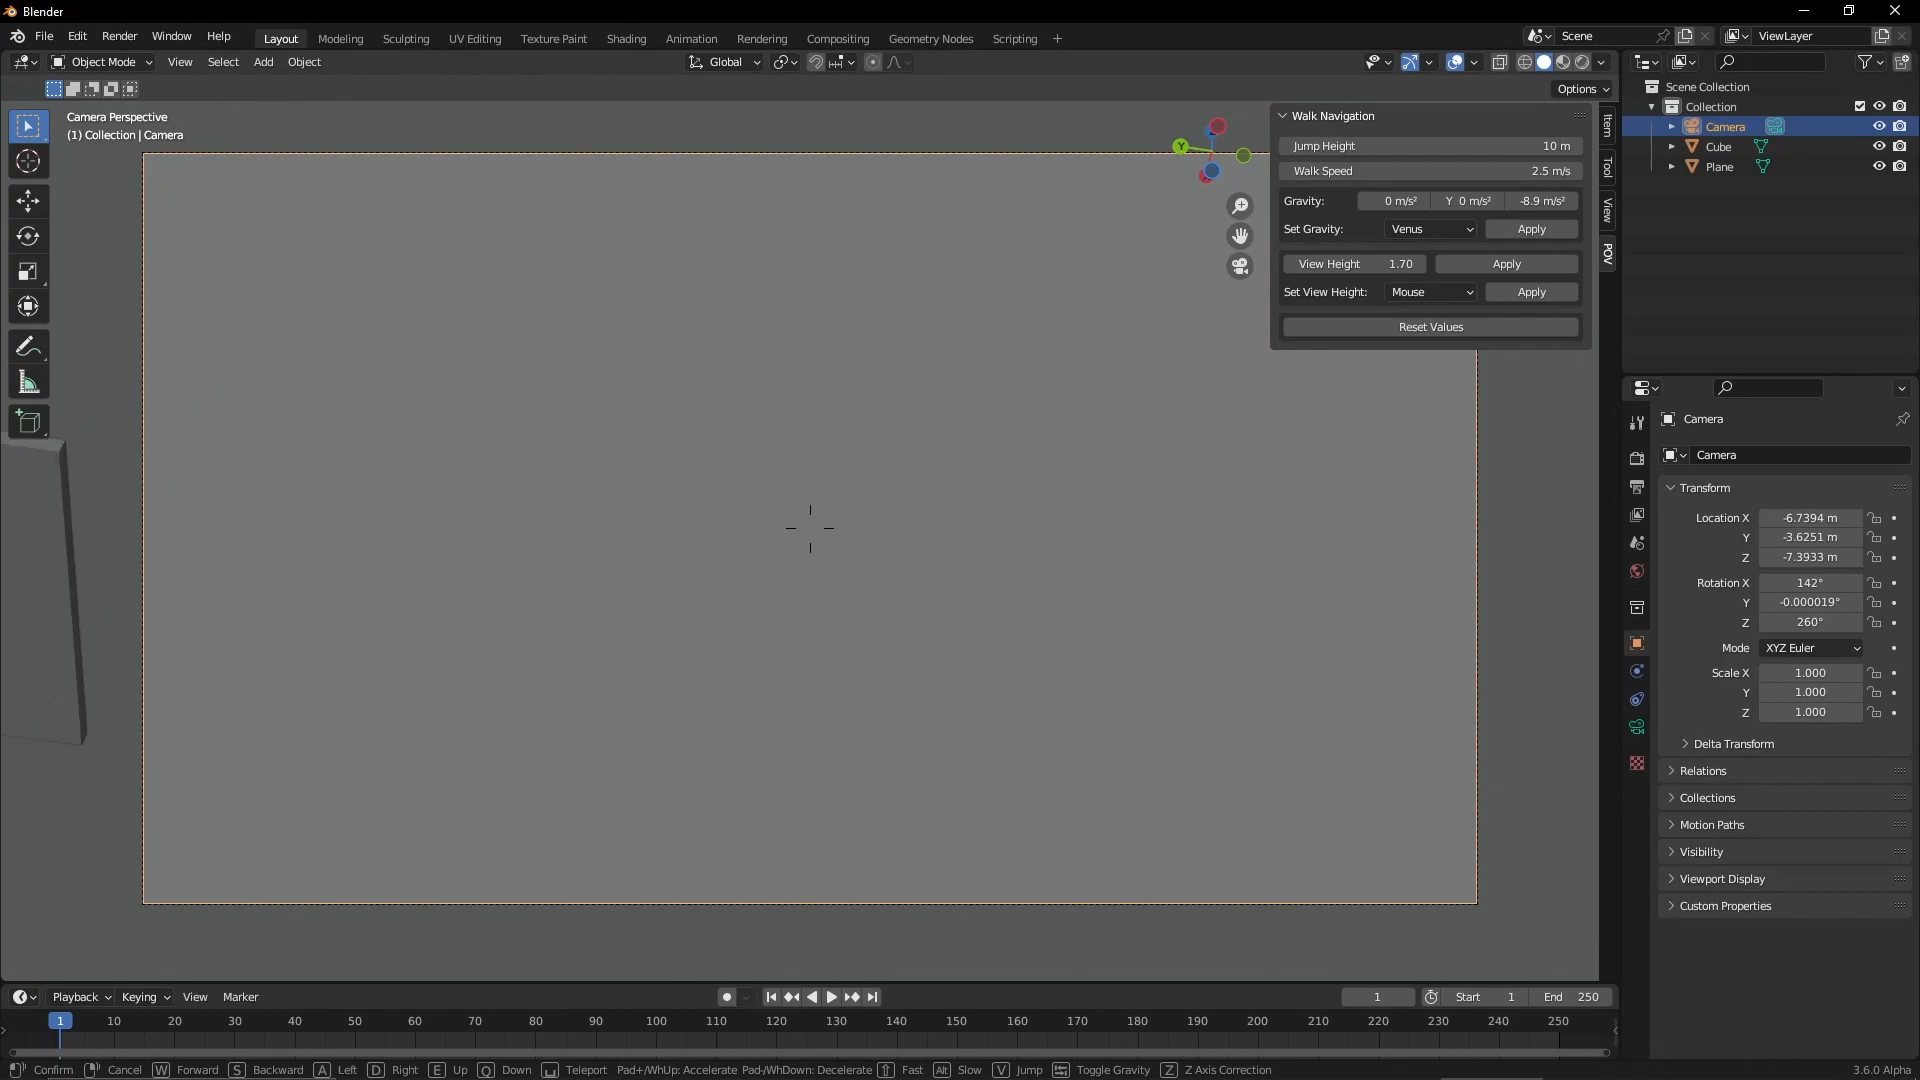 Blender
File Edit Render Window Help Layout Modeling Sculpting UV Editing Texture Paint Shading Animation Rendering Compositing Geometry Nodes Scripting + Scene ViewLayer
Object Mode View Select Add Object Global
Options
Camera Perspective
(1) Collection | Camera
Y
Walk Navigation
Jump Height 10 m
Walk Speed 2.5 m/s
Gravity: 0 m/s² Y 0 m/s² -8.9 m/s²
Set Gravity: Venus Apply
View Height 1.70 Apply
Set View Height: Mouse Apply
Reset Values
Item
Tool
View
POV
Scene Collection
Collection
Camera
Cube
Plane
Camera
Camera
Transform
Location X -6.7394 m
Y -3.6251 m
Z -7.3933 m
Rotation X 142°
Y -0.000019°
Z 260°
Mode XYZ Euler
Scale X 1.000
Y 1.000
Z 1.000
Delta Transform
Relations
Collections
Motion Paths
Visibility
Viewport Display
Custom Properties
Playback Keying View Marker 1 Start 1 End 250
1 10 20 30 40 50 60 70 80 90 100 110 120 130 140 150 160 170 180 190 200 210 220 230 240 250
Confirm Cancel W Forward S Backward A Left D Right E Up Q Down Teleport Pad+/WhUp: Accelerate Pad-/WhDown: Decelerate Fast Alt Slow V Jump Toggle Gravity Z Z Axis Correction 3.6.0 Alpha